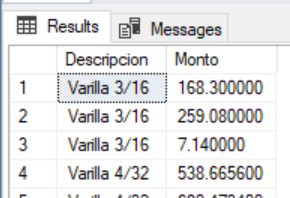 Results Messages
Descripcion Monto
1 Varilla 3/16 168.300000
2 Varilla 3/16 259.080000
3 Varilla 3/16 7.140000
4 Varilla 4/32 538.665600